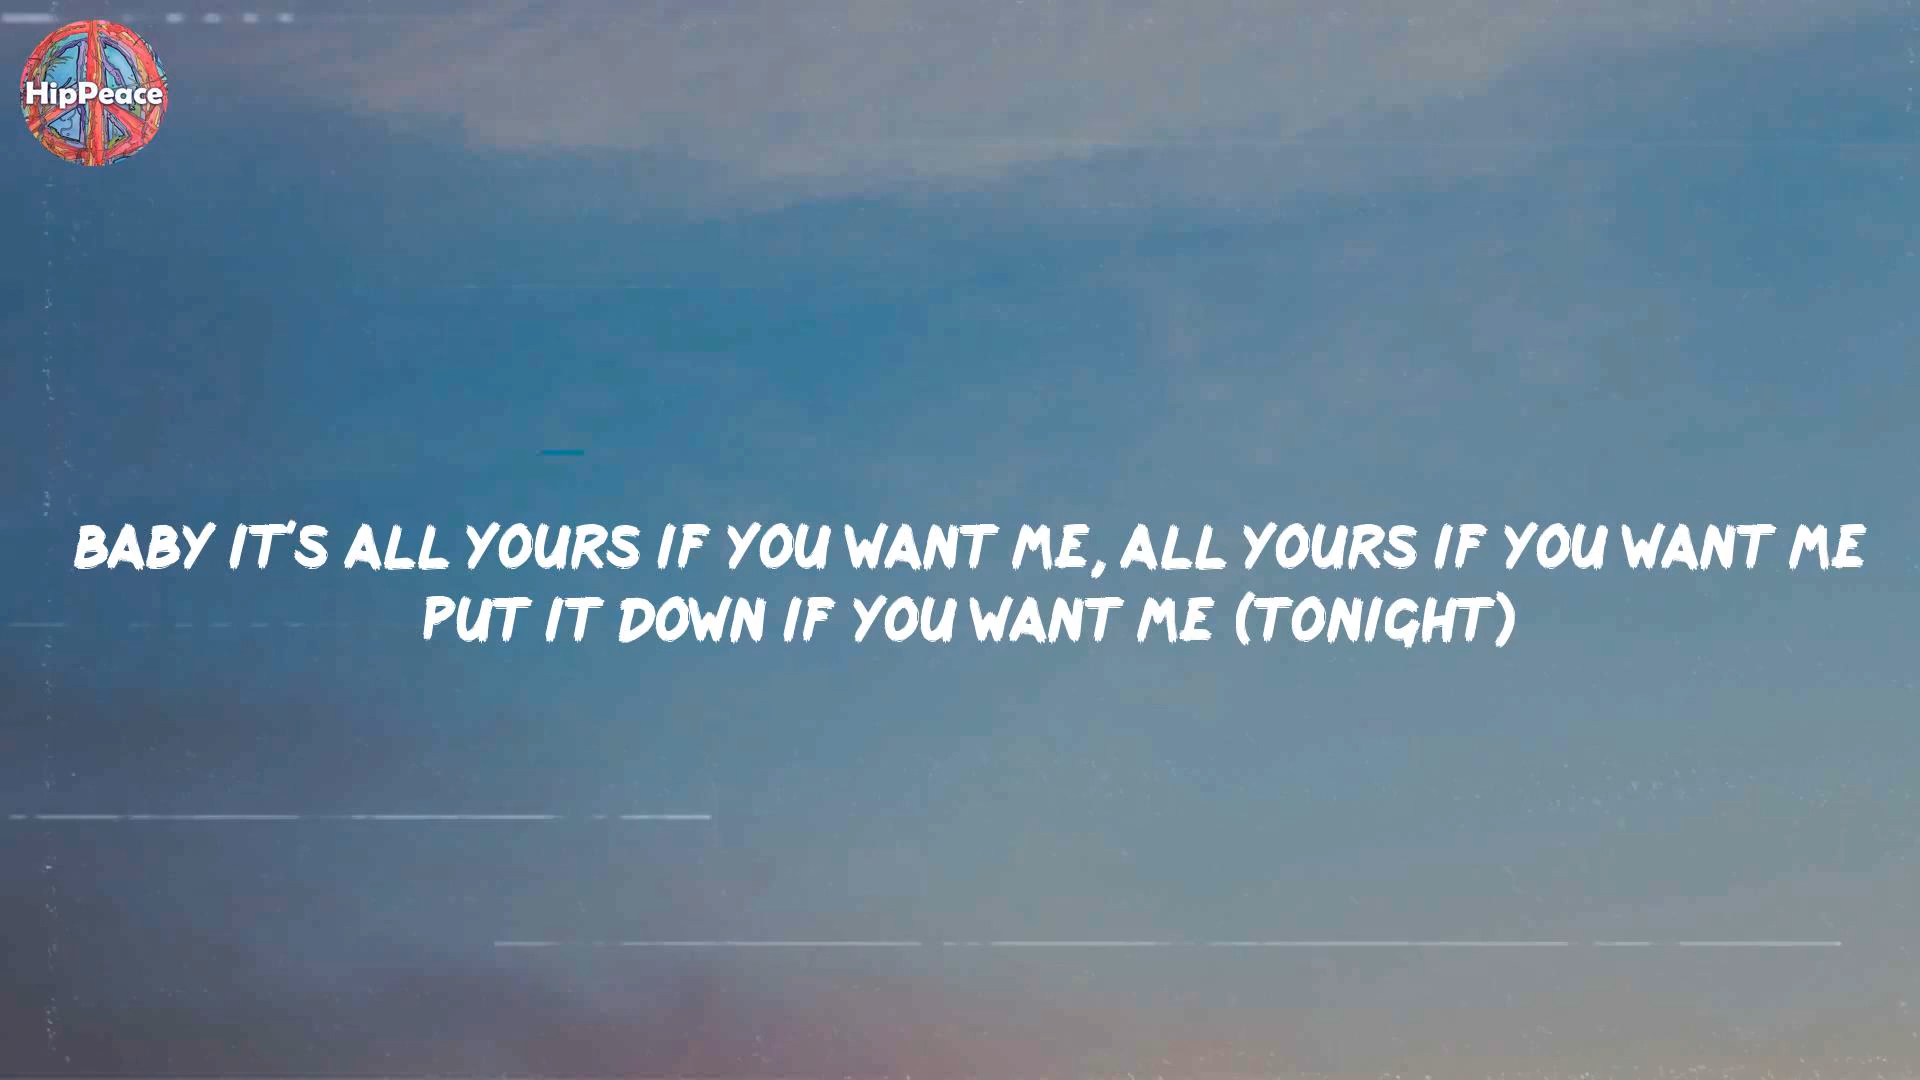 HipPeace
BABY IT'S ALL YOURS IF YOU WANT ME, ALL YOURS IF YOU WANT ME
PUT IT DOWN IF YOU WANT ME (TONIGHT)